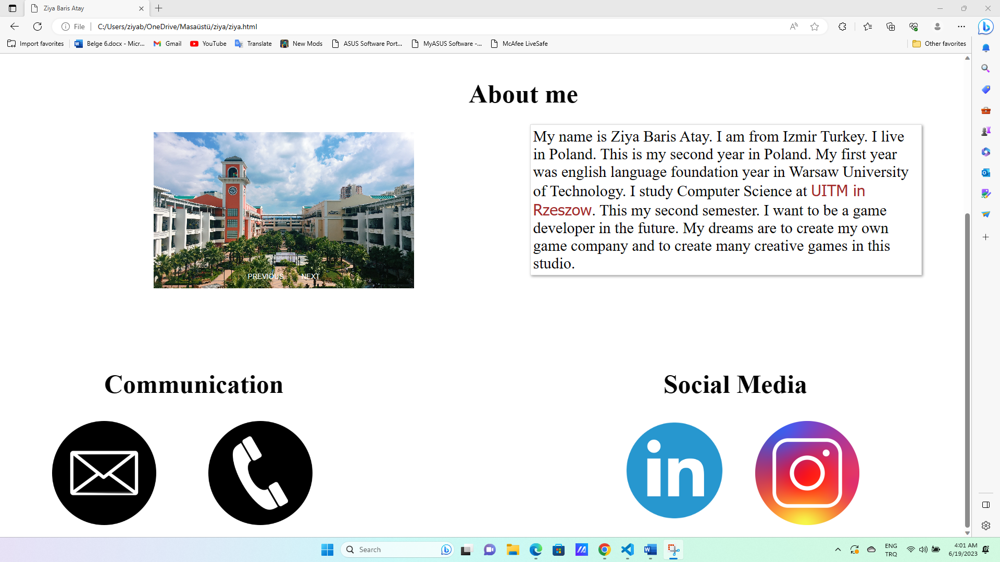 Ziya Baris Atay
File
C:/Users/ziyab/OneDrive/Masaüstü/ziya/ziya.html
Import favorites
Belge 6.docx - Micr...
Gmail
YouTube
Translate
New Mods
ASUS Software Port...
MyASUS Software -...
McAfee LiveSafe
Other favorites
About me
My name is Ziya Baris Atay. I am from Izmir Turkey. I live
in Poland. This is my second year in Poland. My first year
was english language foundation year in Warsaw University
of Technology. I study Computer Science at UITM in
Rzeszow. This my second semester. I want to be a game
developer in the future. My dreams are to create my own
game company and to create many creative games in this
studio.
PREVIOUS
NEXT
Communication
Social Media
in
Search
ENG
TRQ
4:01 AM
6/19/2023